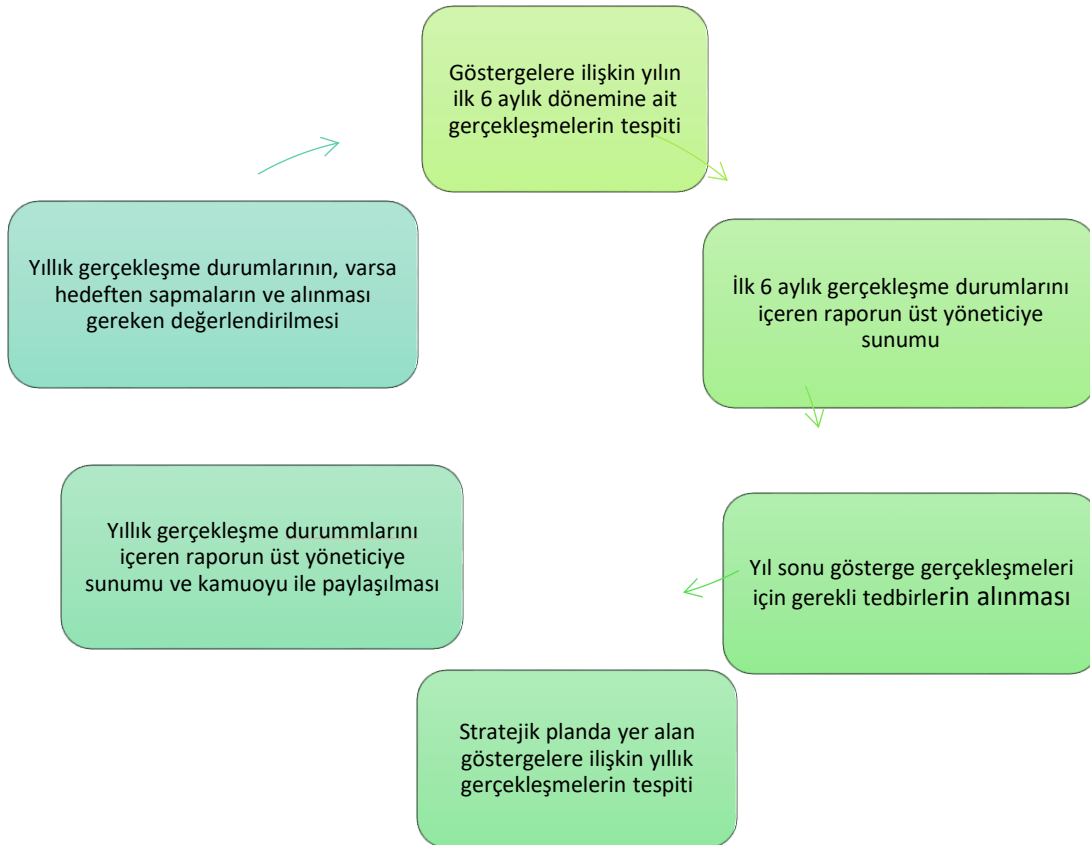 Göstergelere ilişkin yılın
ilk 6 aylık dönemine ait
gerçekleşmelerin tespiti
İlk 6 aylık gerçekleşme durumlarını
içeren raporun üst yöneticiye
sunumu
Yıl sonu gösterge gerçekleşmeleri
için gerekli tedbirlerin alınması
Stratejik planda yer alan
göstergelere ilişkin yıllık
gerçekleşmelerin tespiti
Yıllık gerçekleşme durummlarını
içeren raporun üst yöneticiye
sunumu ve kamuoyu ile paylaşılması
Yıllık gerçekleşme durumlarının, varsa
hedeften sapmaların ve alınması
gereken değerlendirilmesi